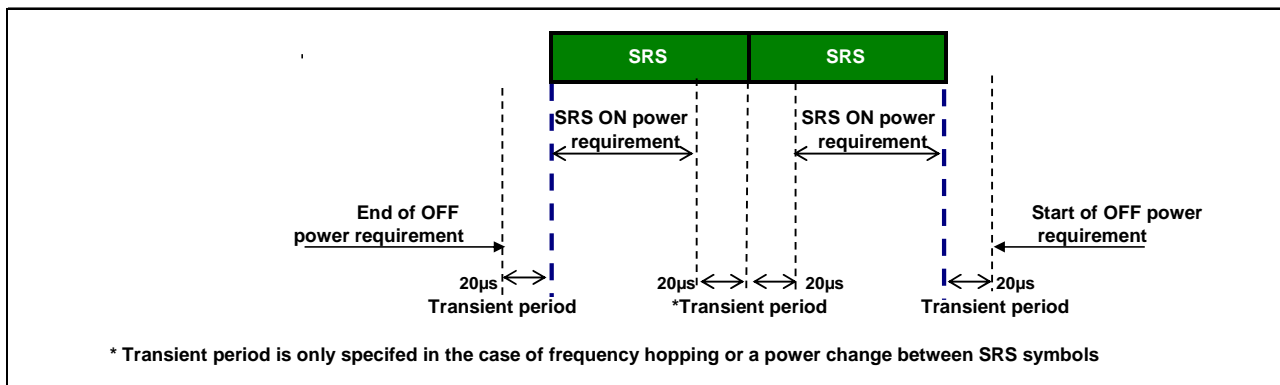 SRS SRS
SRS ON power
requirement
SRS ON power
requirement
End of OFF
power requirement
Start of OFF power
requirement
20µs
20µs
20µs
20µs
Transient period
*Transient period
Transient period
* Transient period is only specifed in the case of frequency hopping or a power change between SRS symbols